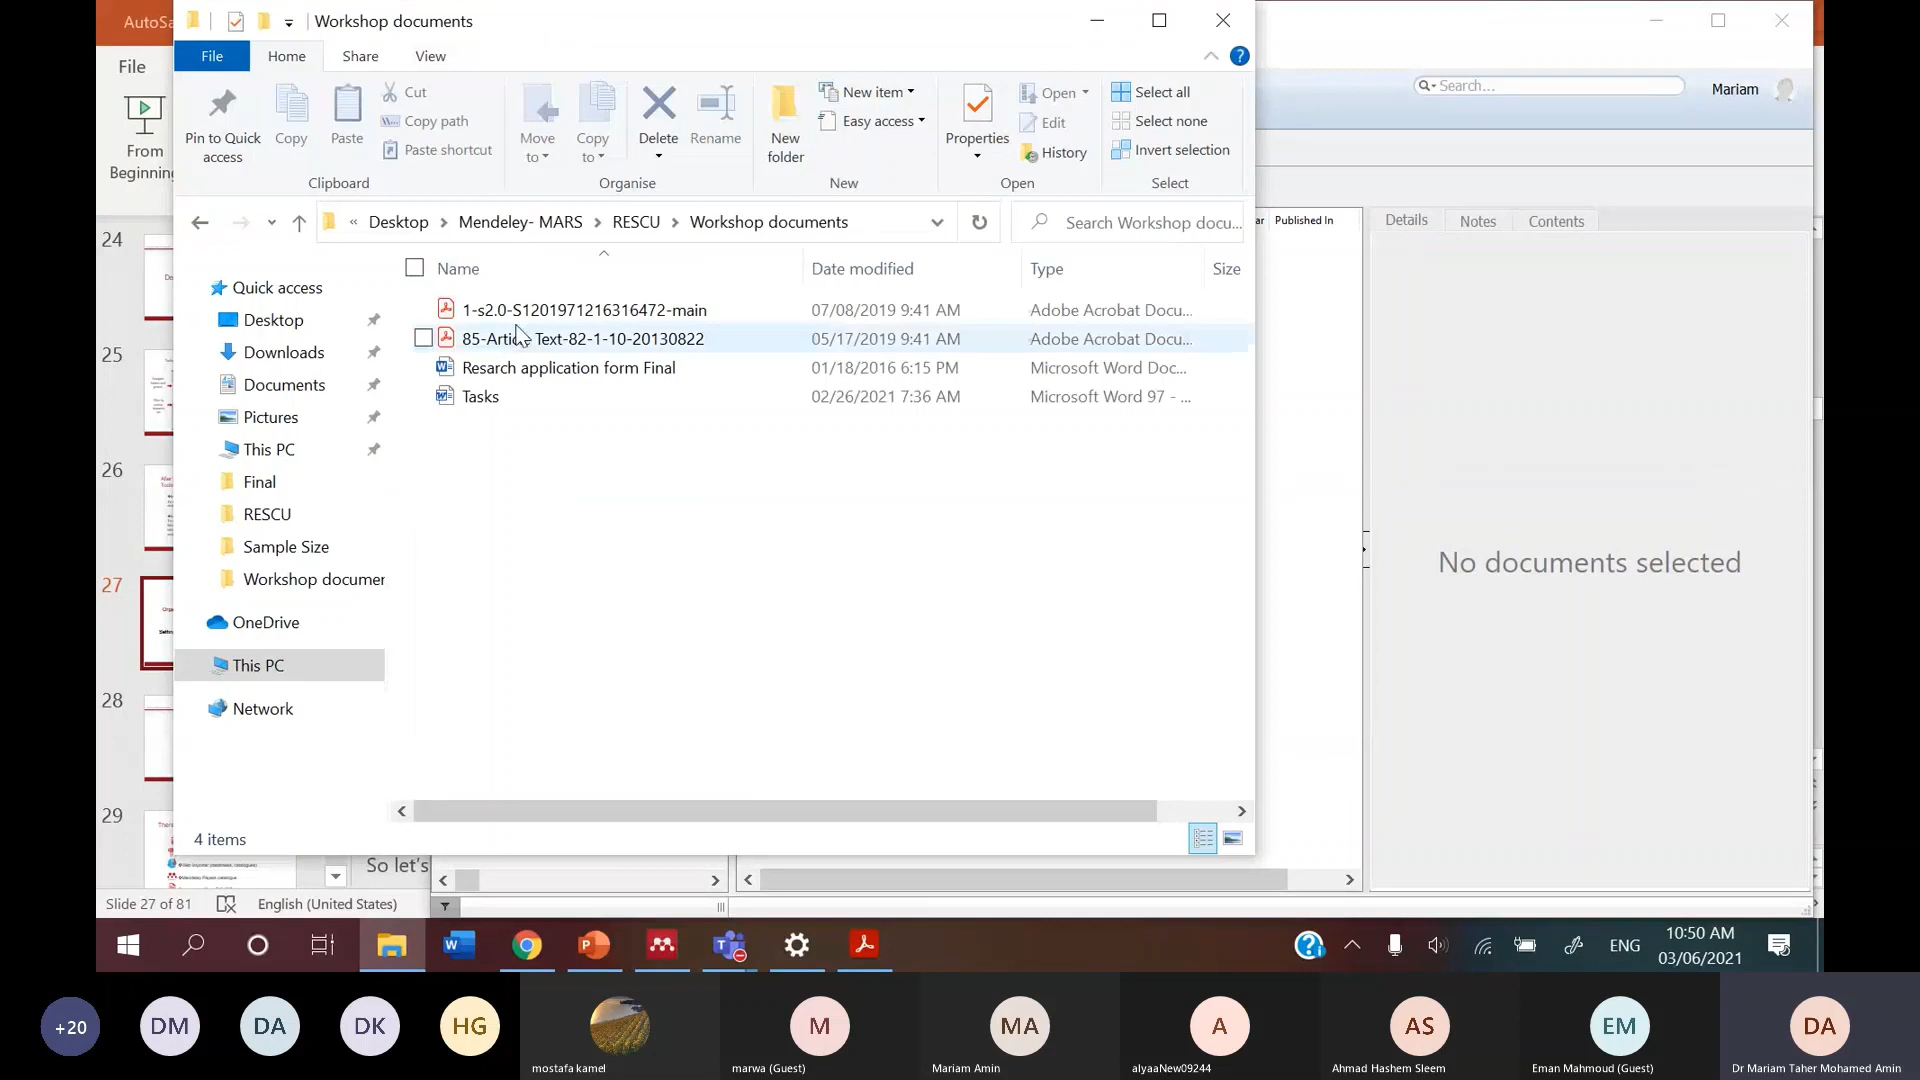 AutoSa
Workshop documents
File
File
Home
Share
View
Search...
Mariam
From
Beginning
Pin to Quick
access
Copy
Paste
Cut
Copy path
Paste shortcut
Clipboard
Move
to
Copy
to
Delete
Rename
Organise
New
folder
New item
Easy access
New
Properties
Open
Edit
History
Open
Select all
Select none
Invert selection
Select
« Desktop > Mendeley- MARS > RESCU > Workshop documents
Search Workshop docu...
ar
Published In
Details
Notes
Contents
Name
Date modified
Type
Size
1-s2.0-S1201971216316472-main
07/08/2019 9:41 AM
Adobe Acrobat Docu...
85-Artic Text-82-1-10-20130822
05/17/2019 9:41 AM
Adobe Acrobat Docu...
Resarch application form Final
01/18/2016 6:15 PM
Microsoft Word Doc...
Tasks
02/26/2021 7:36 AM
Microsoft Word 97 - ...
Quick access
Desktop
Downloads
Documents
Pictures
This PC
Final
RESCU
Sample Size
Workshop documer
OneDrive
This PC
Network
24
25
26
27
28
29
No documents selected
4 items
So let's
Slide 27 of 81
English (United States)
ENG
10:50 AM
03/06/2021
+20
DM
DA
DK
HG
mostafa kamel
M
marwa (Guest)
MA
Mariam Amin
A
alyaaNew09244
AS
Ahmad Hashem Sleem
EM
Eman Mahmoud (Guest)
DA
Dr Mariam Taher Mohamed Amin